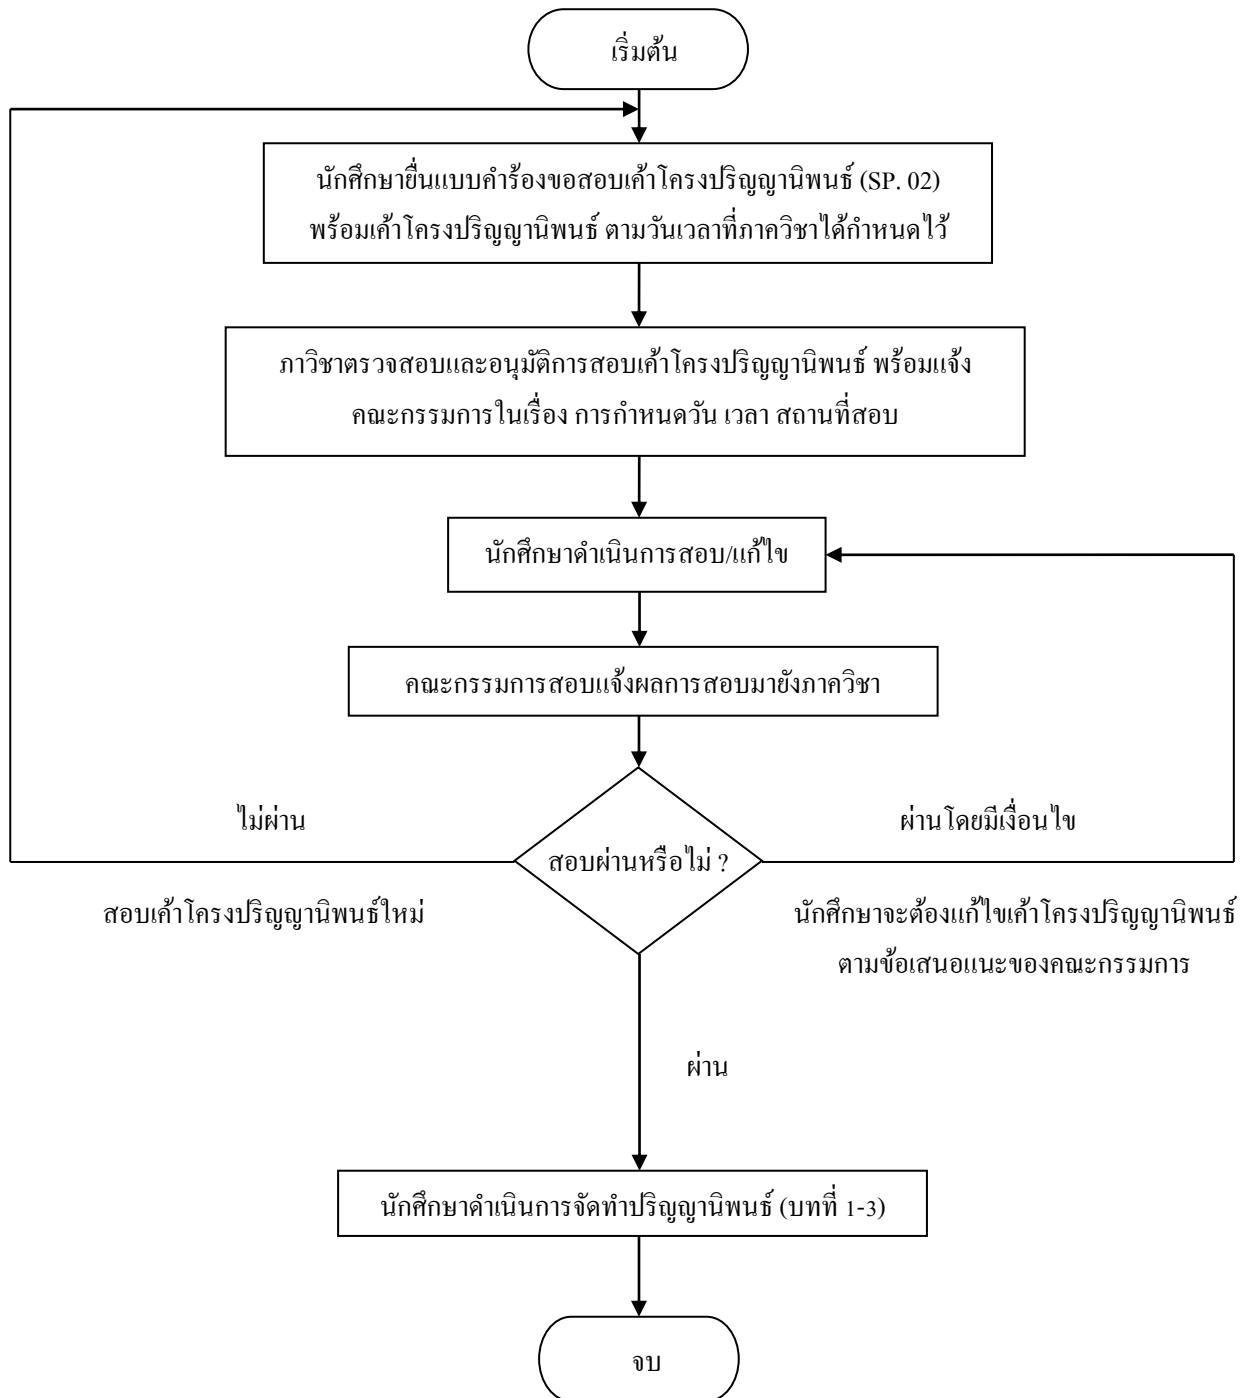 เริ่มต้น
นักศึกษายื่นแบบคำร้องขอสอบเค้าโครงปริญญานิพนธ์ (SP. 02)
พร้อมเค้าโครงปริญญานิพนธ์ ตามวันเวลาที่ภาควิชาได้กำหนดไว้
ภาวิชาตรวจสอบและอนุมัติการสอบเค้าโครงปริญญานิพนธ์ พร้อมแจ้ง
คณะกรรมการในเรื่อง การกำหนดวัน เวลา สถานที่สอบ
นักศึกษาดำเนินการสอบ/แก้ไข
คณะกรรมการสอบแจ้งผลการสอบมายังภาควิชา
ไม่ผ่าน
ผ่านโดยมีเงื่อนไข
สอบผ่านหรือไม่ ?
สอบเค้าโครงปริญญานิพนธ์ใหม่
นักศึกษาจะต้องแก้ไขเค้าโครงปริญญานิพนธ์
ตามข้อเสนอแนะของคณะกรรมการ
ผ่าน
นักศึกษาดำเนินการจัดทำปริญญานิพนธ์ (บทที่ 1-3)
จบ